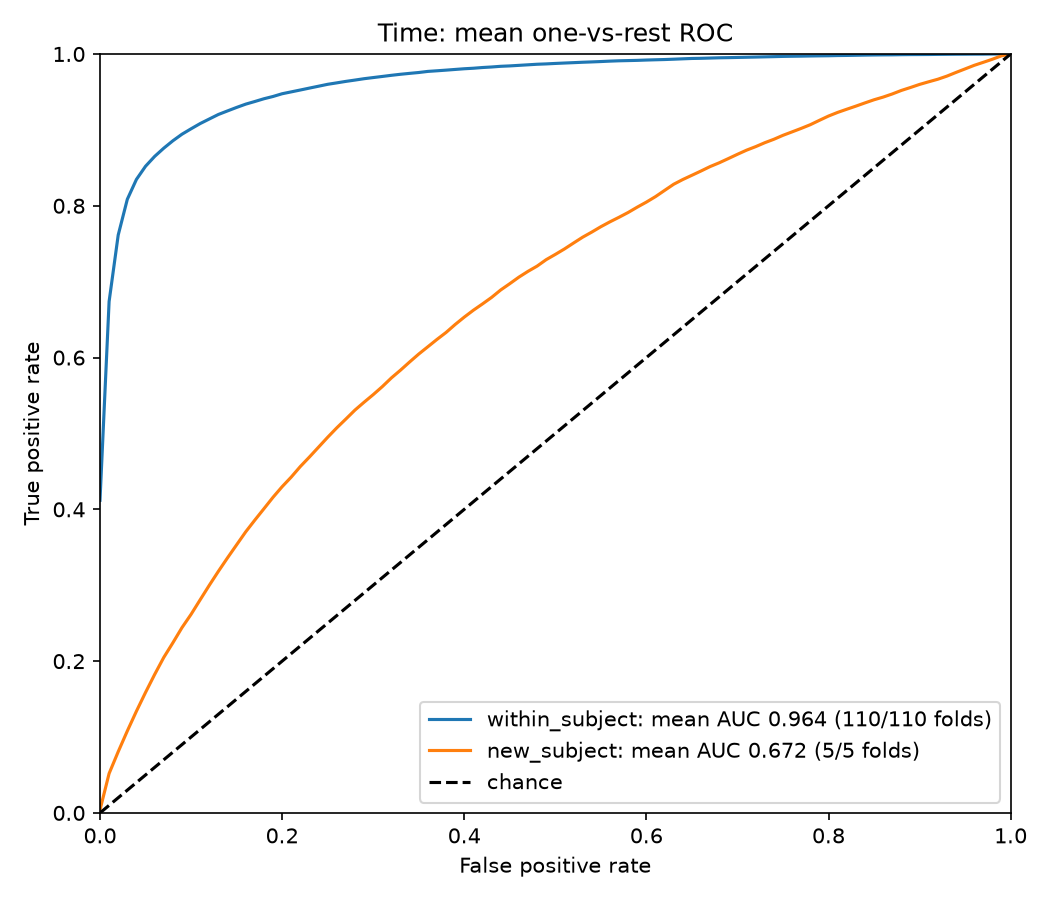 Time: mean one-vs-rest ROC
1.0
0.8
0.6
0.4
0.2
0.0
True positive rate
within_subject: mean AUC 0.964 (110/110 folds)
new_subject: mean AUC 0.672 (5/5 folds)
chance
0.0 0.2 0.4 0.6 0.8 1.0
False positive rate